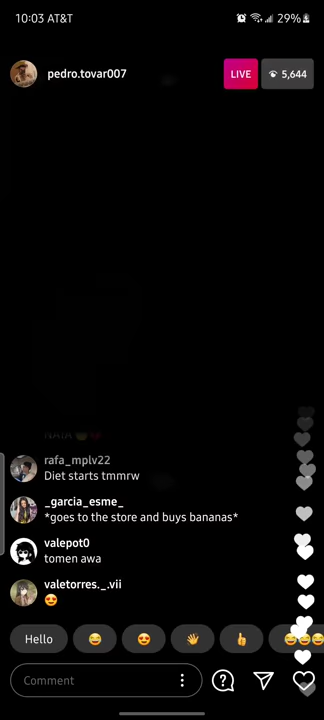 10:03 AT&T
29%
pedro.tovar007
LIVE
5,644
rafa_mplv22
Diet starts tmmrw
_garcia_esme_
*goes to the store and buys bananas*
valepot0
tomen awa
valetorres._.vii
Hello
Comment